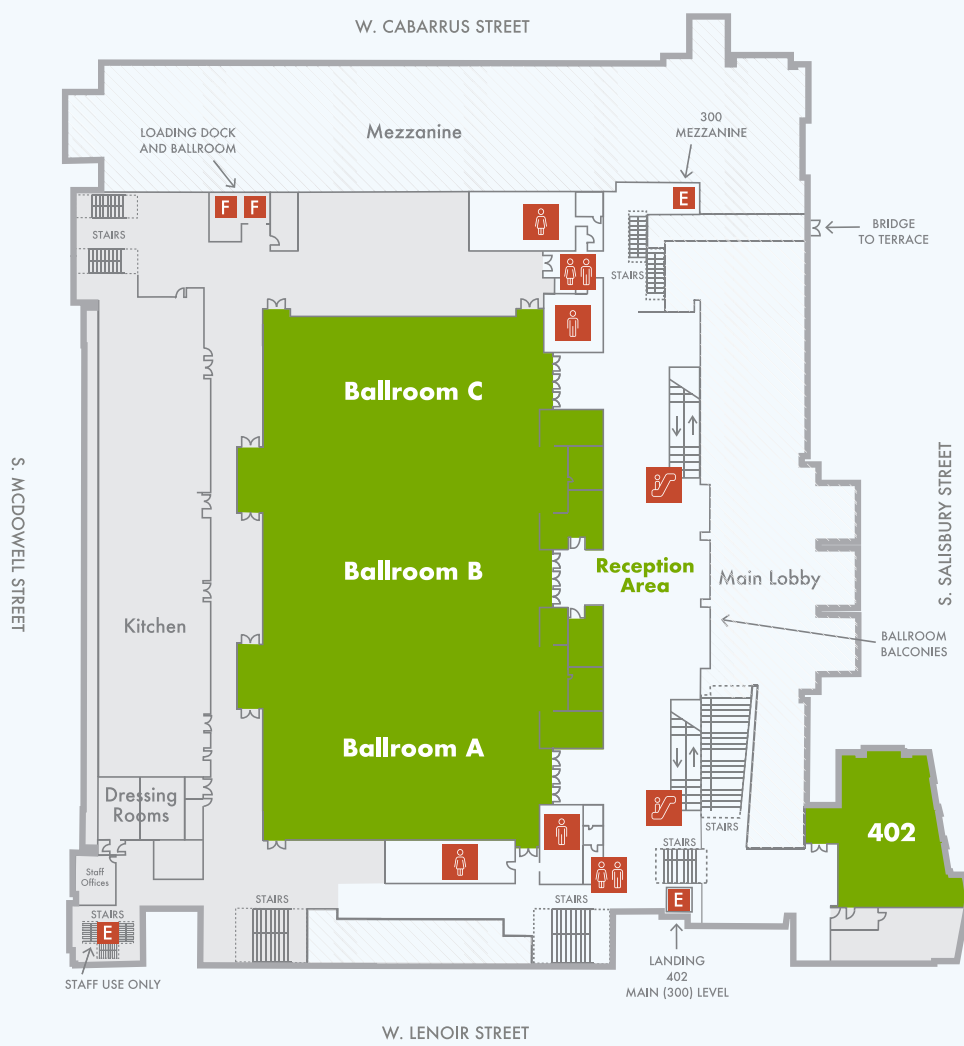 W. CABARRUS STREET
LOADING DOCK
AND BALLROOM
Mezzanine
300
MEZZANINE
F
F
E
STAIRS
BRIDGE
TO TERRACE
STAIRS
Ballroom C
S. MCDOWELL STREET
S. SALISBURY STREET
Ballroom B
Reception
Area
Main Lobby
Kitchen
BALLROOM
BALCONIES
Ballroom A
Dressing
Rooms
STAIRS
402
STAIRS
Staff
Offices
STAIRS
E
STAIRS
STAIRS
E
STAFF USE ONLY
LANDING
402
MAIN (300) LEVEL
W. LENOIR STREET